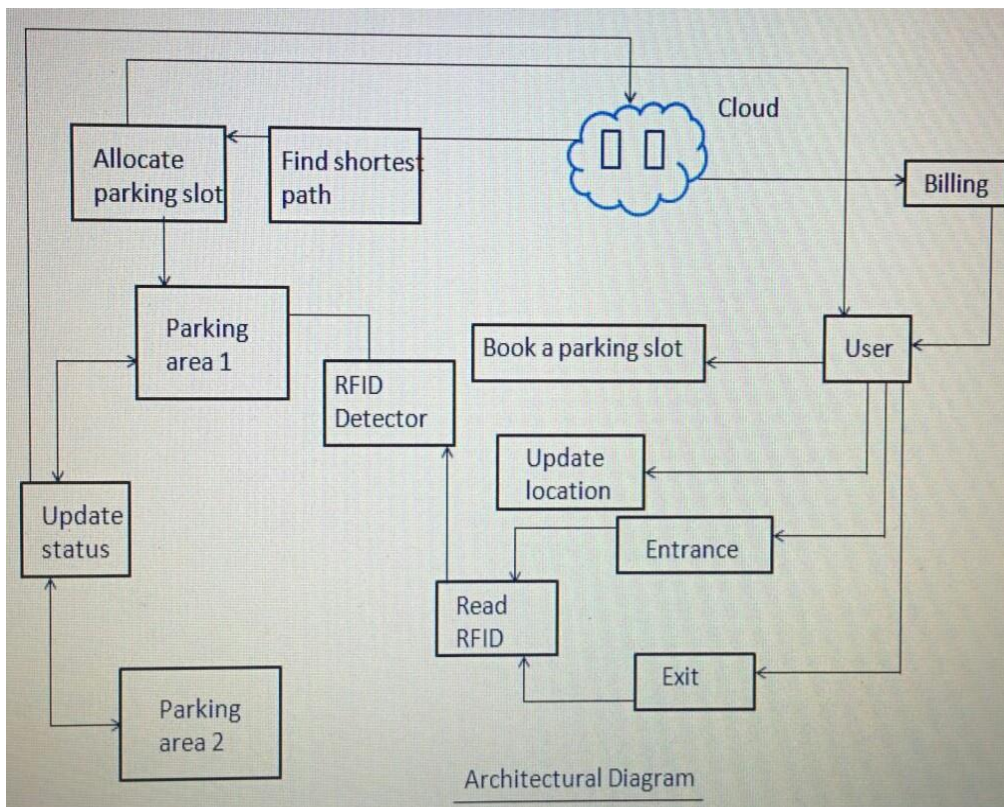 Cloud
Allocate
parking slot
Find shortest
path
Billing
Parking
area 1
Book a parking slot
User
RFID
Detector
Update
location
Update
status
Entrance
Read
RFID
Exit
Parking
area 2
Architectural Diagram